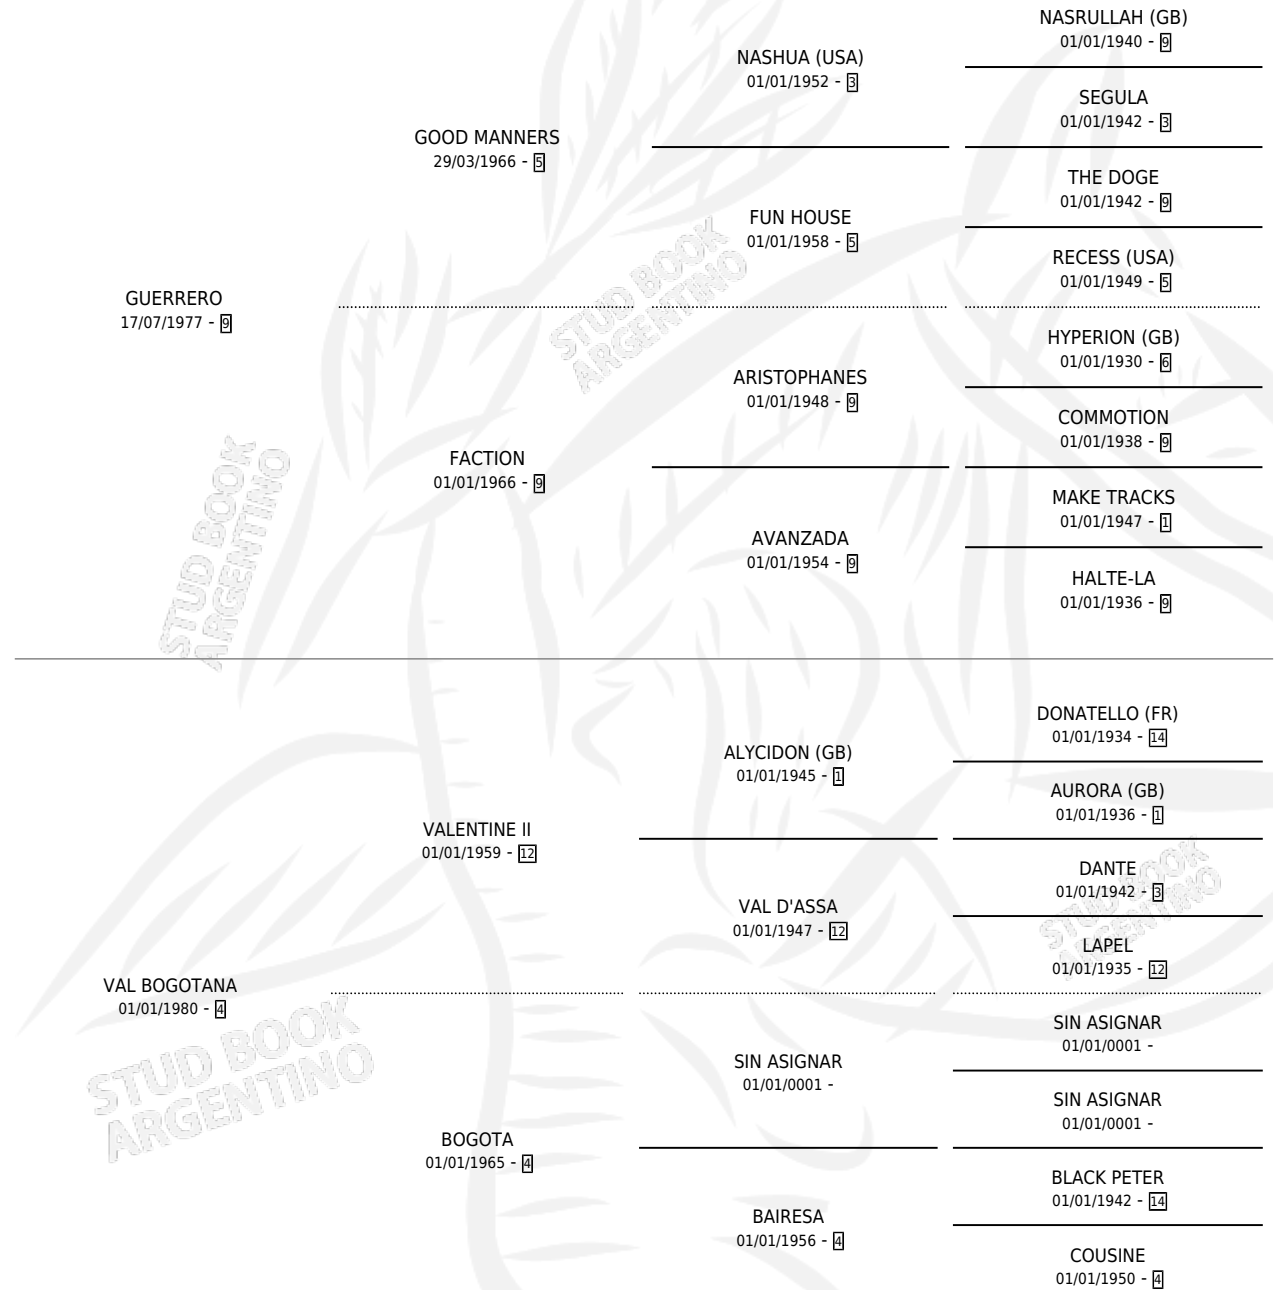 NASRULLAH (GB)
01/01/1940 - 9
NASHUA (USA)
01/01/1952 - 3
SEGULA
01/01/1942 - 3
GOOD MANNERS
29/03/1966 - 5
THE DOGE
01/01/1942 - 9
FUN HOUSE
01/01/1958 - 5
RECESS (USA)
01/01/1949 - 5
GUERRERO
17/07/1977 - 9
HYPERION (GB)
01/01/1930 - 6
ARISTOPHANES
01/01/1948 - 9
COMMOTION
01/01/1938 - 9
FACTION
01/01/1966 - 9
MAKE TRACKS
01/01/1947 - 1
AVANZADA
01/01/1954 - 9
HALTE-LA
01/01/1936 - 9
DONATELLO (FR)
01/01/1934 - 14
ALYCIDON (GB)
01/01/1945 - 1
AURORA (GB)
01/01/1936 - 1
VALENTINE II
01/01/1959 - 12
DANTE
01/01/1942 - 3
VAL D'ASSA
01/01/1947 - 12
LAPEL
01/01/1935 - 12
VAL BOGOTANA
01/01/1980 - 4
SIN ASIGNAR
01/01/0001 -
SIN ASIGNAR
01/01/0001 -
SIN ASIGNAR
01/01/0001 -
BOGOTA
01/01/1965 - 4
BLACK PETER
01/01/1942 - 14
BAIRESA
01/01/1956 - 4
COUSINE
01/01/1950 - 4
STUD BOOK
ARGENTINO
STUD BOOK
ARGENTINO
STUD BOOK
ARGENTINO
STUD BOOK
ARGENTINO